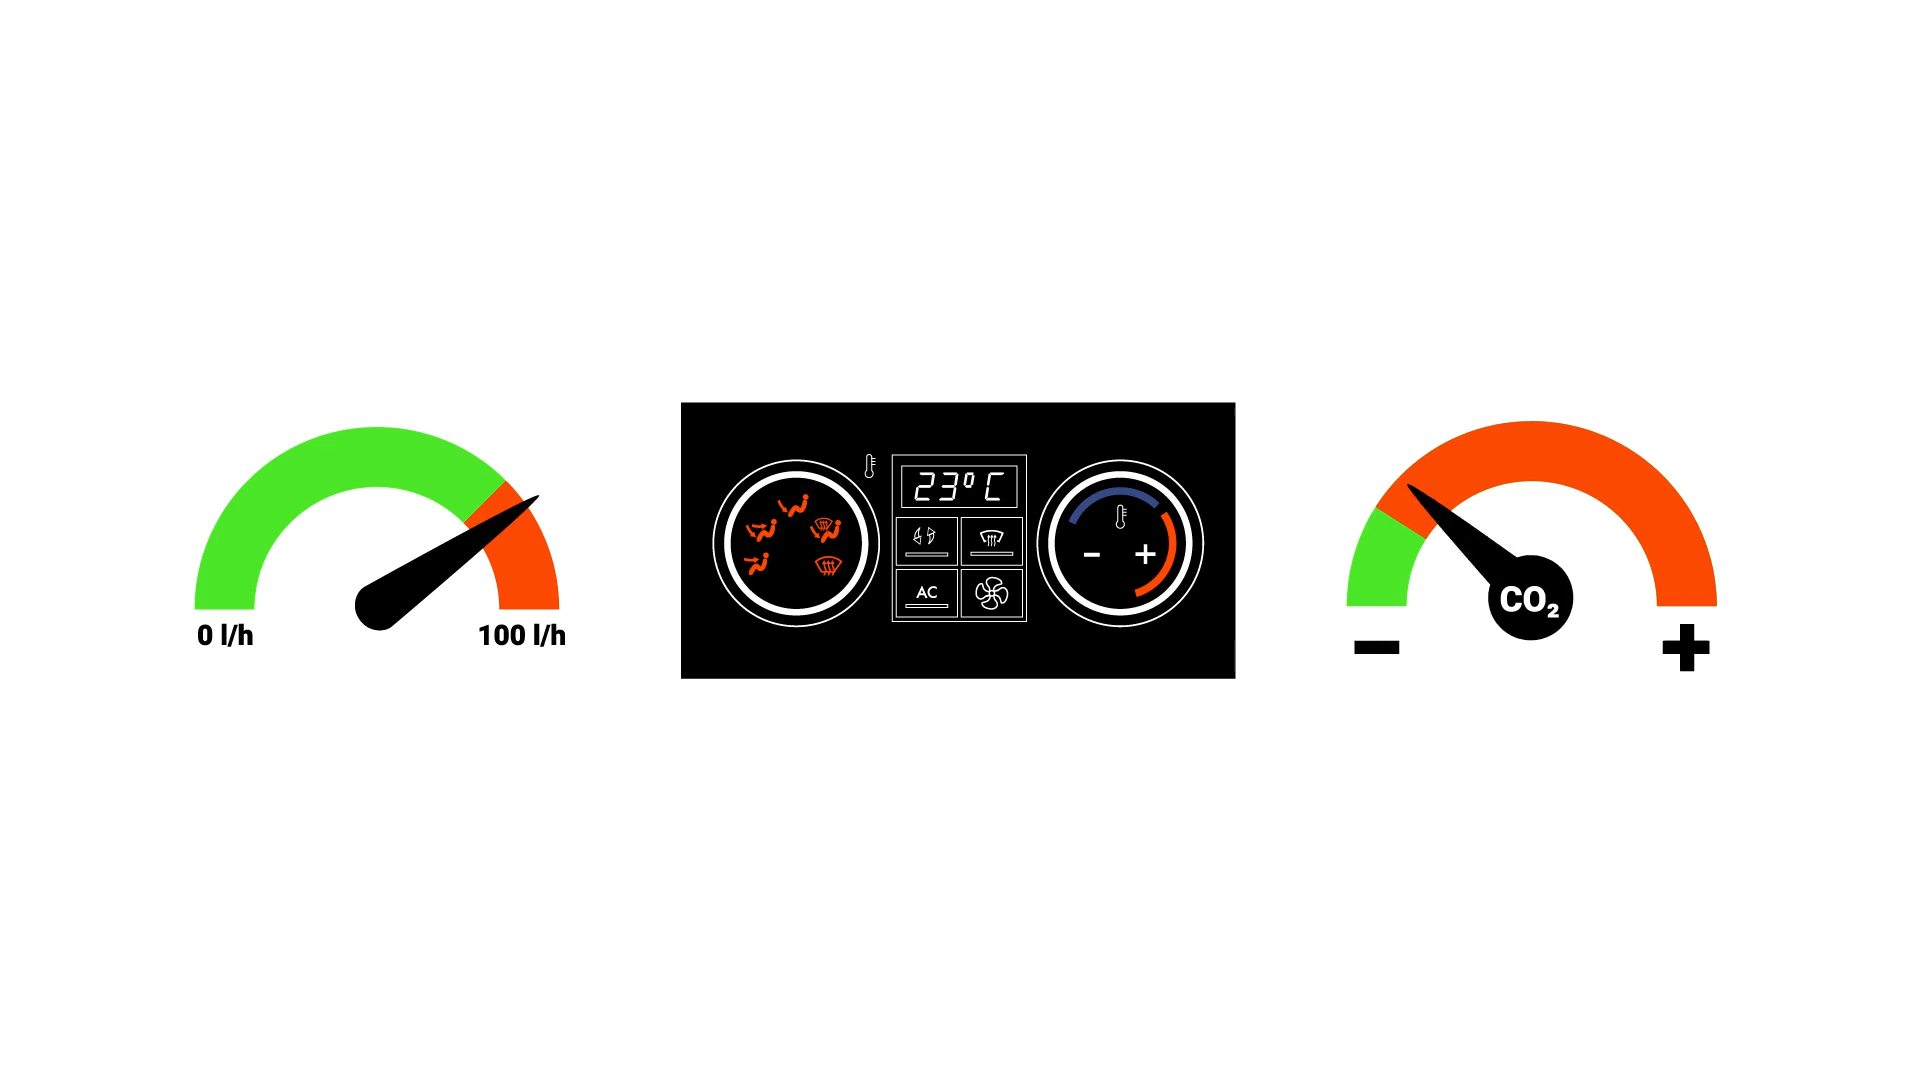 0 l/h
100 l/h
23° C
AC
- +
CO₂
- +